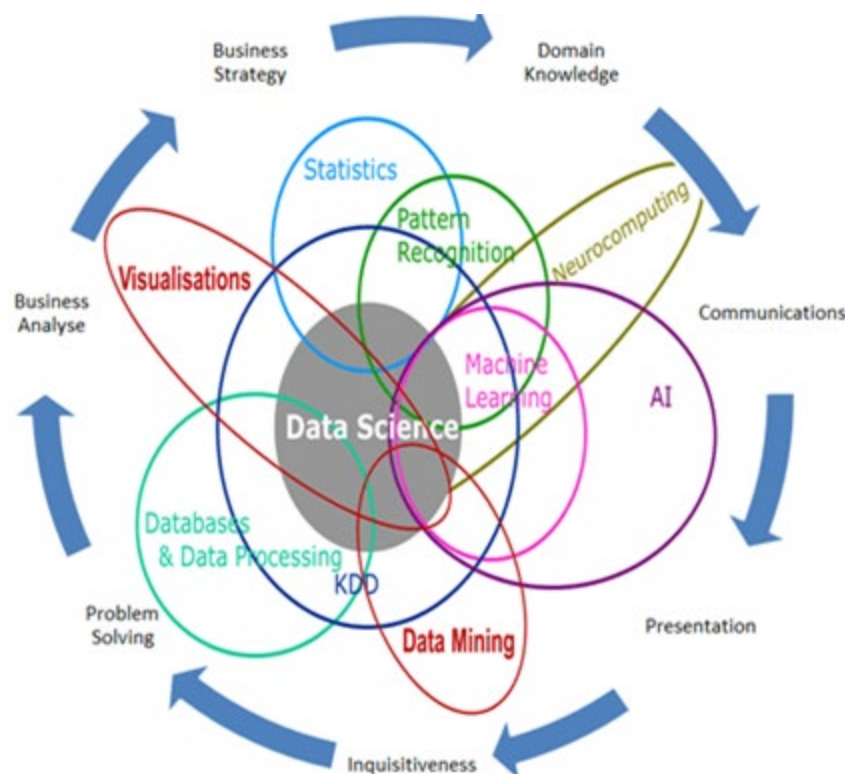 Business
Strategy
Domain
Knowledge
Statistics
Pattern
Recognition
Neurocomputing
Visualisations
Business
Analyse
Communications
Machine
Learning
AI
Data Science
Databases
& Data Processing
KDD
Problem
Solving
Data Mining
Presentation
Inquisitiveness